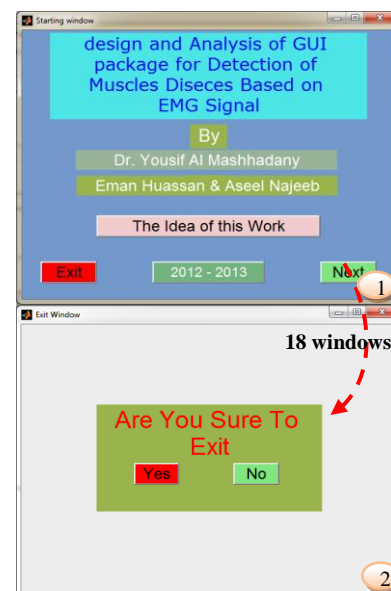 Starting window
design and Analysis of GUI
package for Detection of
Muscles Diseces Based on
EMG Signal
By
Dr. Yousif Al Mashhadany
Eman Huassan & Aseel Najeeb
The Idea of this Work
Exit
2012 - 2013
Next
1
Exit Window
18 windows
Are You Sure To
Exit
Yes
No
2